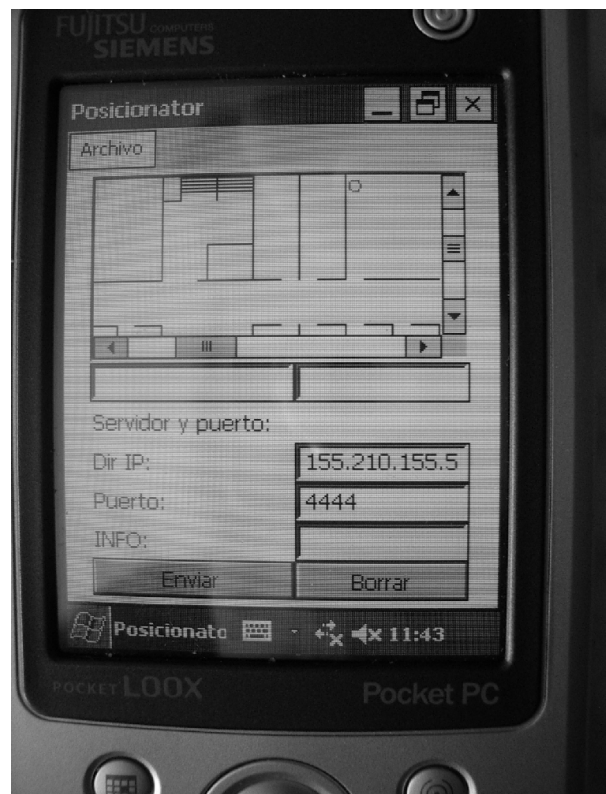 FUJITSU COMPUTERS
SIEMENS
Posicionator
Archivo
Servidor y puerto:
Dir IP: 155.210.155.5
Puerto: 4444
INFO:
Enviar Borrar
Posicionato 11:43
POCKET LOOX Pocket PC